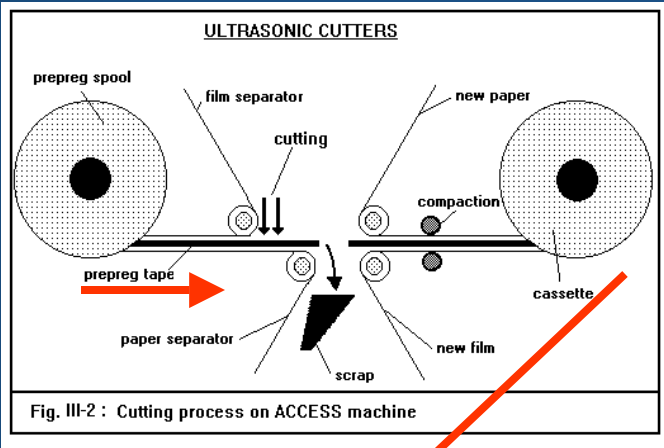 ULTRASONIC CUTTERS
prepreg spool
film separator
new paper
cutting
compaction
prepreg tape
cassette
paper separator
new film
scrap
Fig. III-2 : Cutting process on ACCESS machine